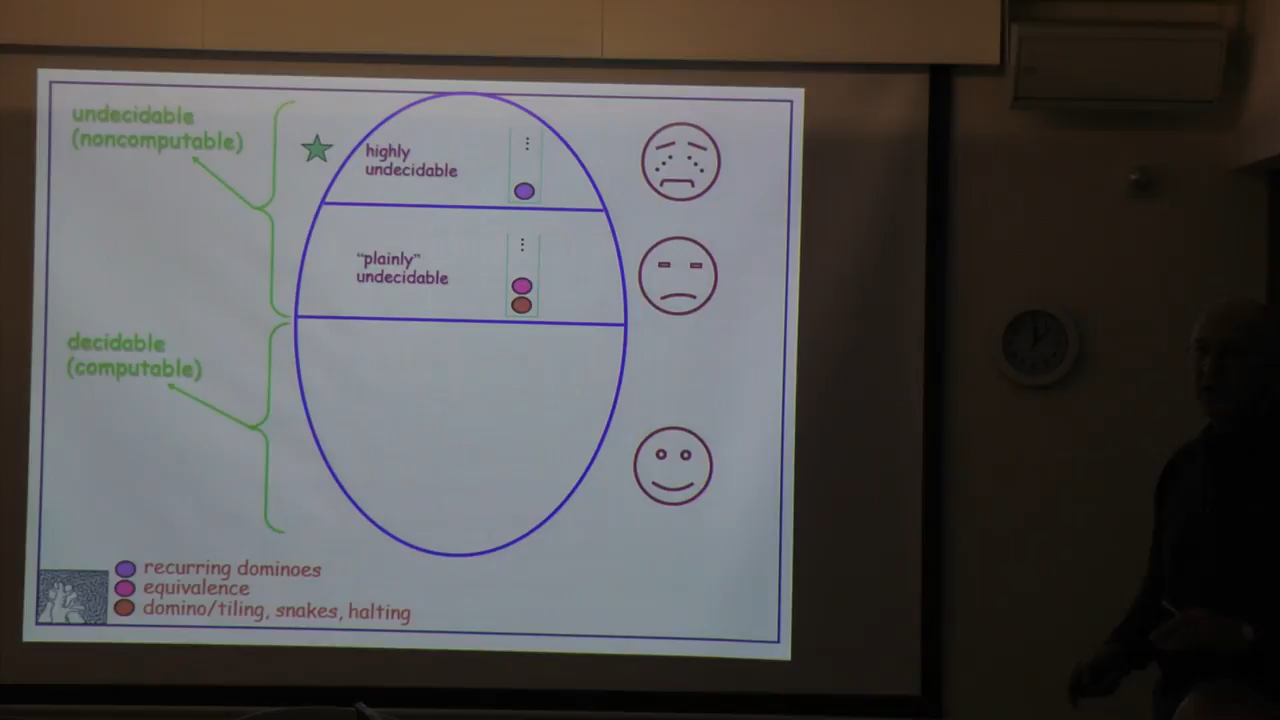 undecidable
(noncomputable)
highly
undecidable
"plainly"
undecidable
decidable
(computable)
recurring dominoes
equivalence
domino/tiling, snakes, halting